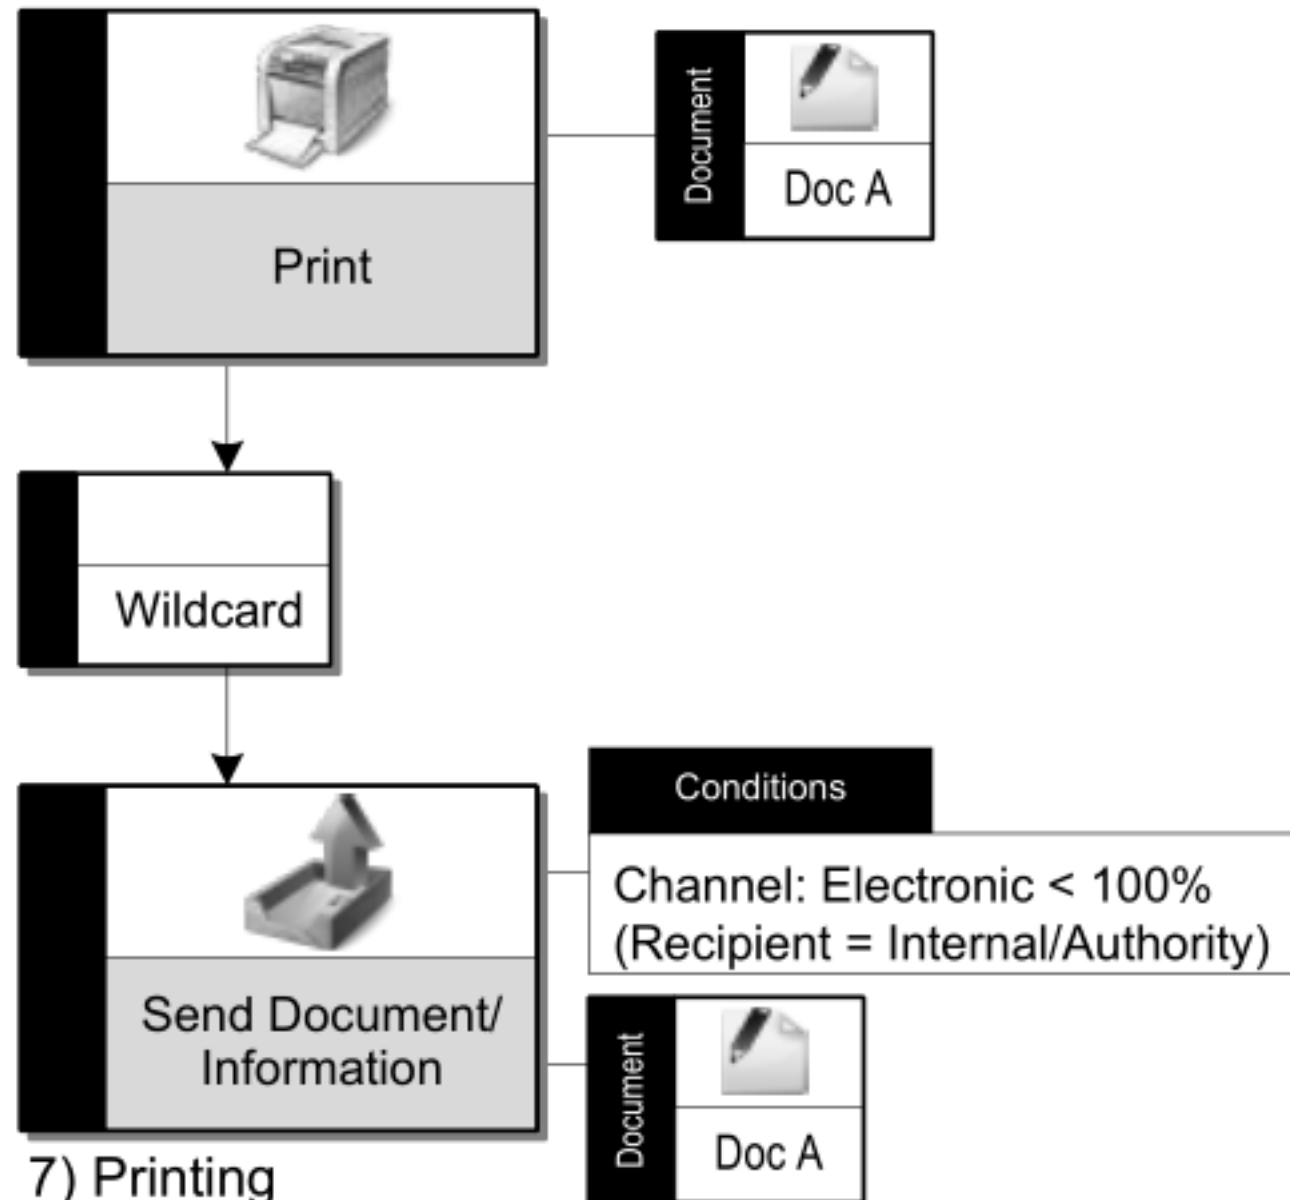 Document
Doc A
Print
Wildcard
Conditions
Channel: Electronic < 100%
(Recipient = Internal/Authority)
Send Document/
Information
Document
Doc A
7) Printing